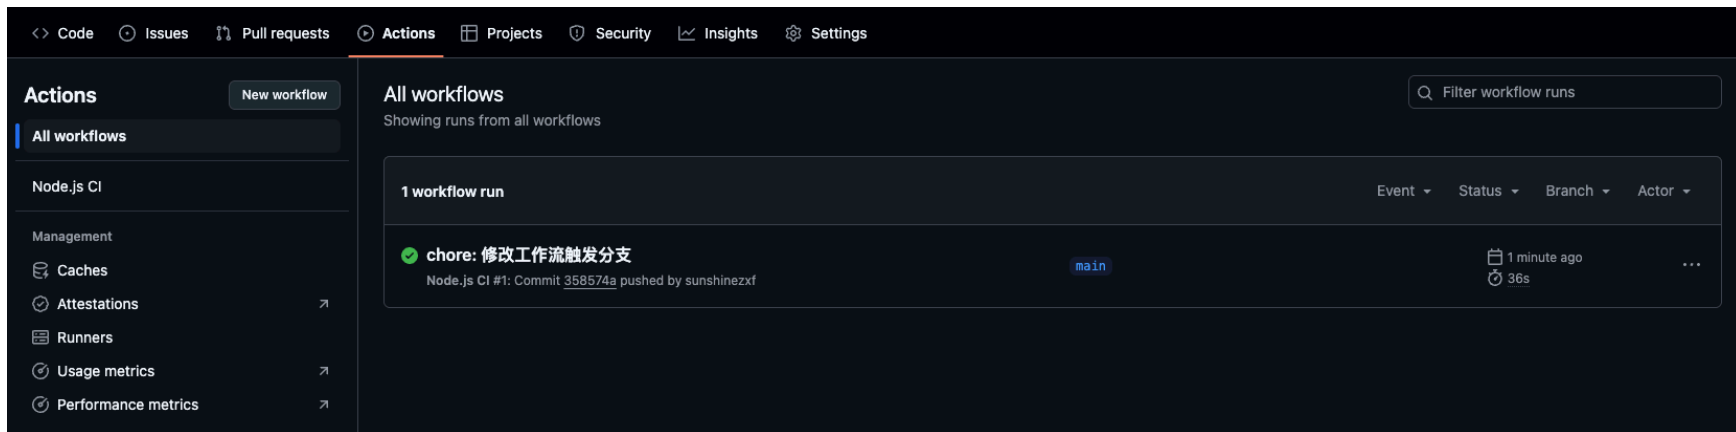 Code Issues Pull requests Actions Projects Security Insights Settings
Actions New workflow
All workflows
Node.js CI
Management
Caches
Attestations
Runners
Usage metrics
Performance metrics
All workflows
Showing runs from all workflows
Filter workflow runs
1 workflow run
Event Status Branch Actor
chore: 修改工作流触发分支
Node.js CI #1: Commit 358574a pushed by sunshinezxf
main
1 minute ago
36s